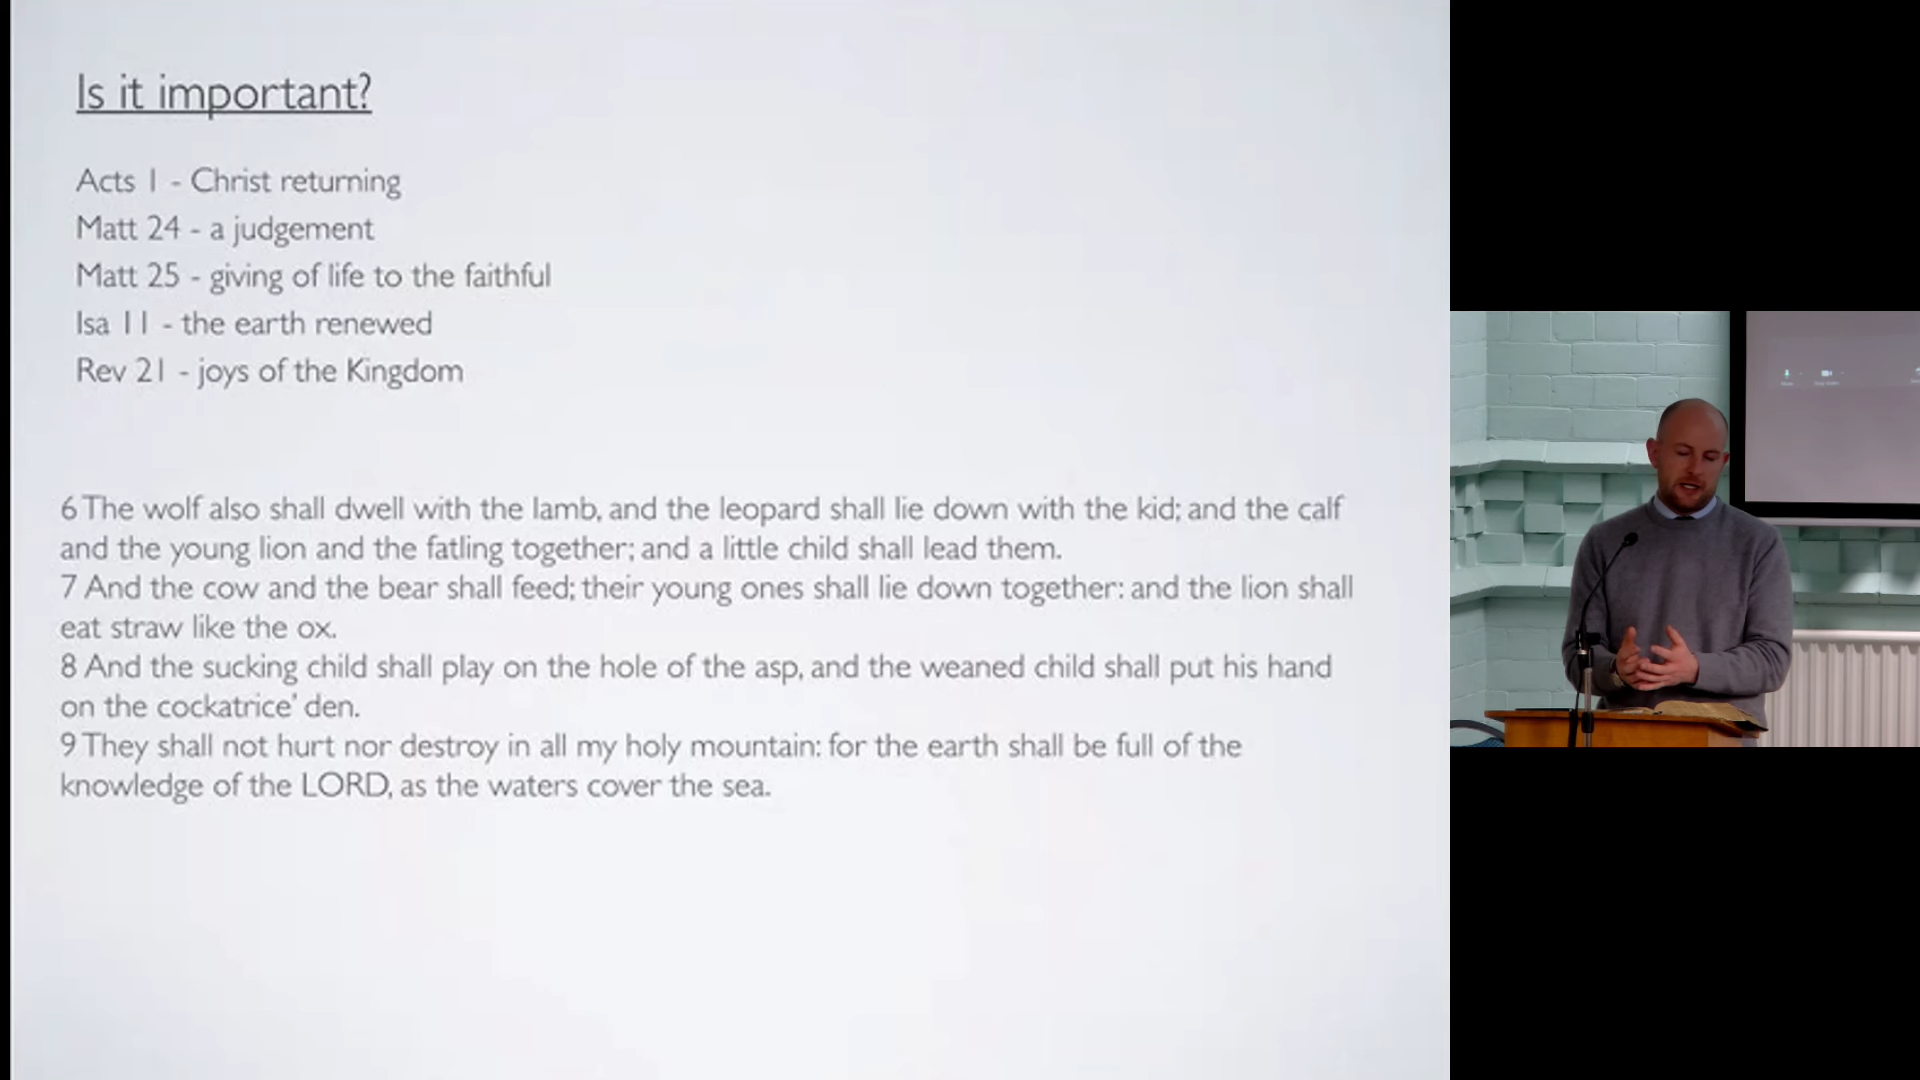 Is it important?
Acts 1 - Christ returning
Matt 24 - a judgement
Matt 25 - giving of life to the faithful
Isa 11 - the earth renewed
Rev 21 - joys of the Kingdom
6 The wolf also shall dwell with the lamb, and the leopard shall lie down with the kid; and the calf
and the young lion and the fatling together; and a little child shall lead them.
7 And the cow and the bear shall feed; their young ones shall lie down together: and the lion shall
eat straw like the ox.
8 And the sucking child shall play on the hole of the asp, and the weaned child shall put his hand
on the cockatrice’ den.
9 They shall not hurt nor destroy in all my holy mountain: for the earth shall be full of the
knowledge of the LORD, as the waters cover the sea.